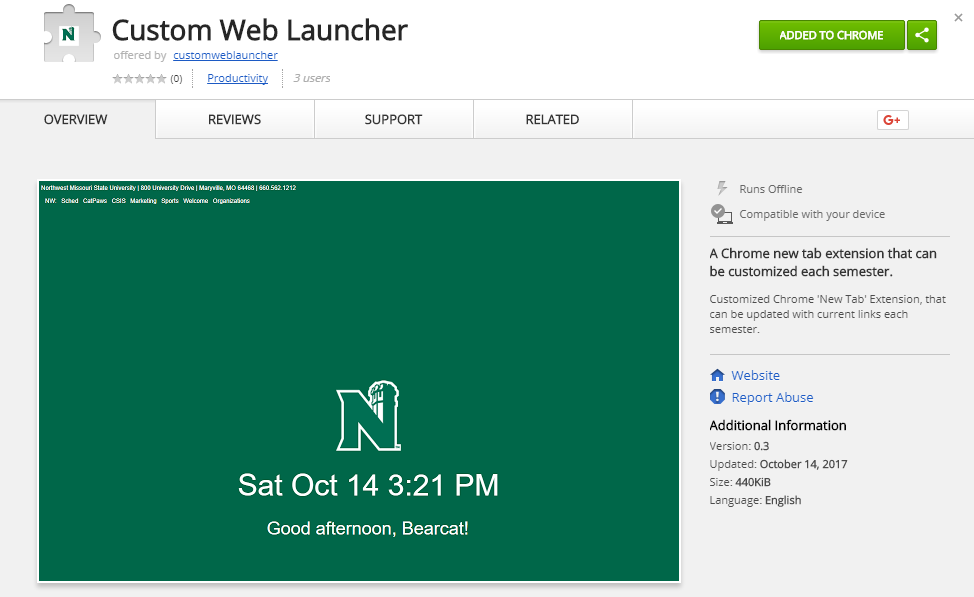 N
Custom Web Launcher
offered by customweblauncher
(0) Productivity 3 users
ADDED TO CHROME
OVERVIEW REVIEWS SUPPORT RELATED
G+
Northwest Missouri State University | 800 University Drive | Maryville, MO 64468 | 660.562.1212
NW: Sched CatPaws CSIS Marketing Sports Welcome Organizations
N
Sat Oct 14 3:21 PM
Good afternoon, Bearcat!
Runs Offline
Compatible with your device
A Chrome new tab extension that can
be customized each semester.
Customized Chrome 'New Tab' Extension, that
can be updated with current links each
semester.
Website
Report Abuse
Additional Information
Version: 0.3
Updated: October 14, 2017
Size: 440KiB
Language: English